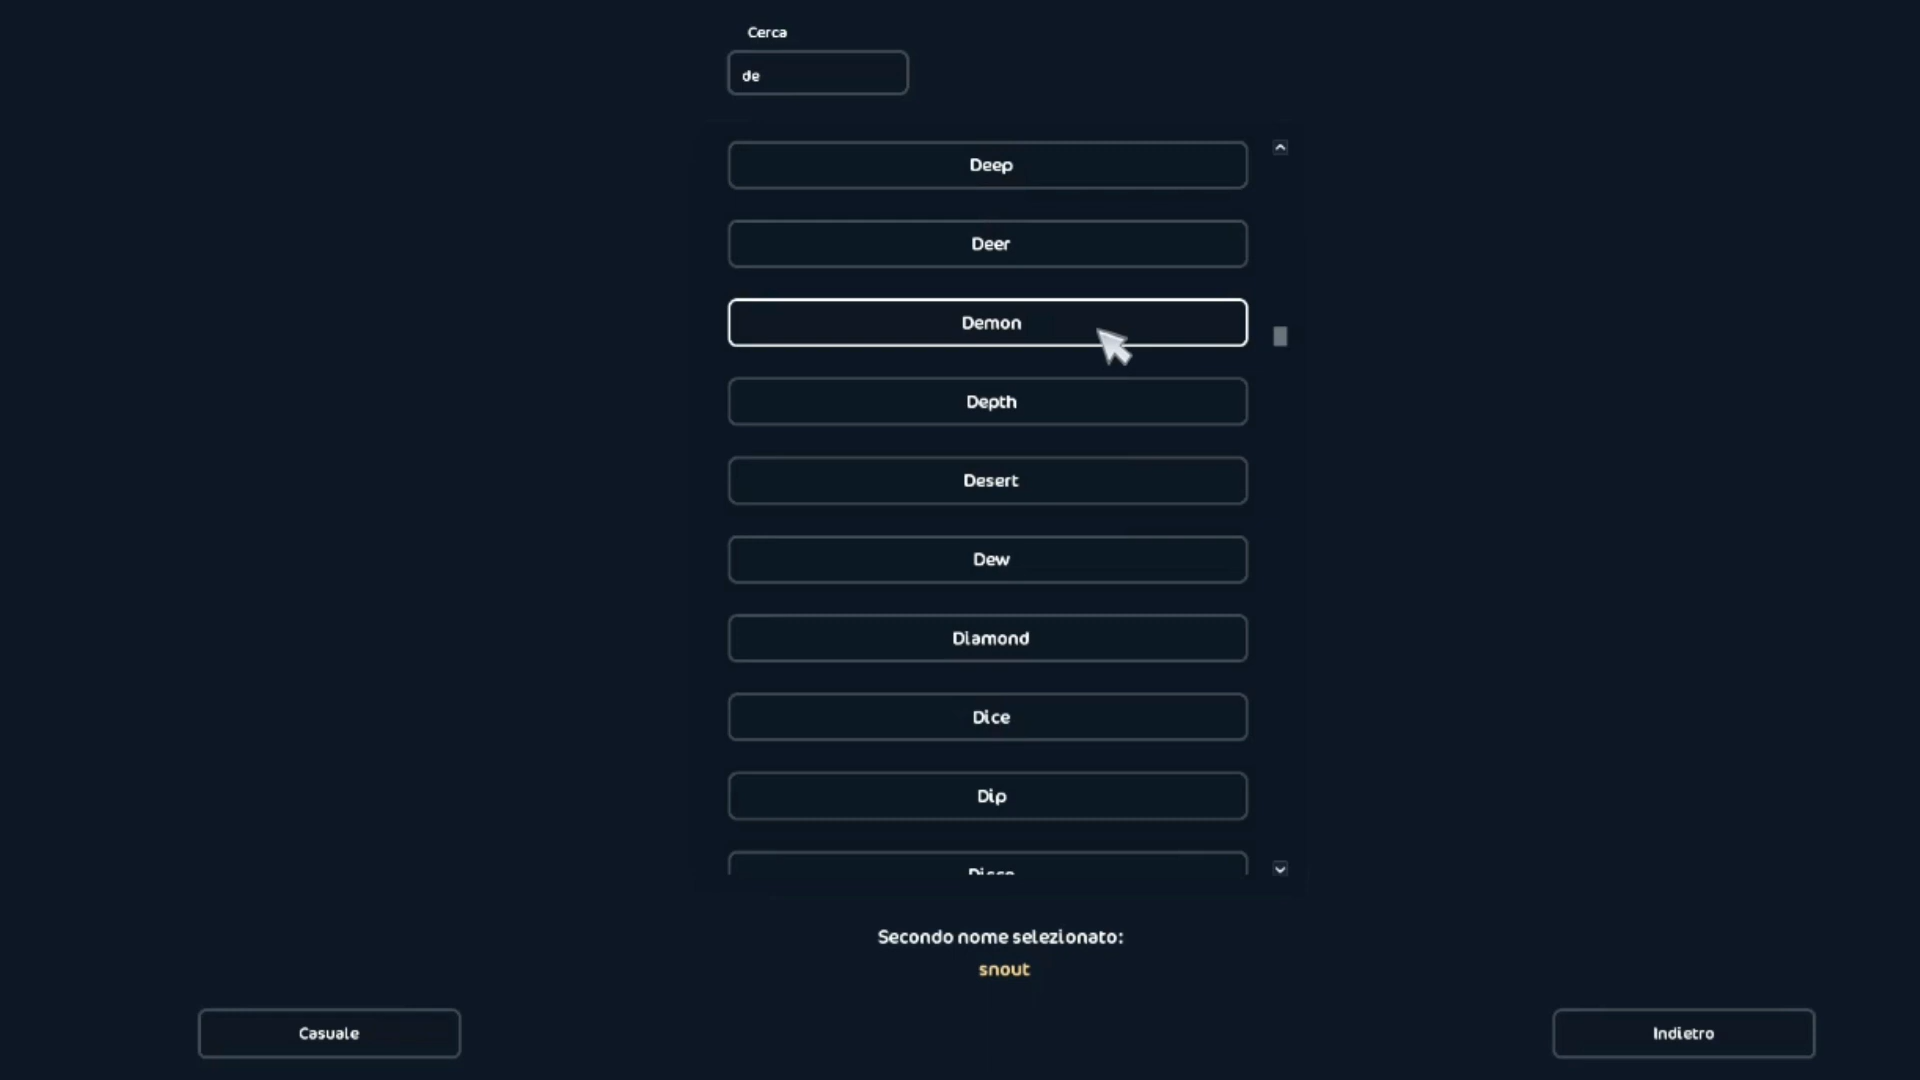 Cerca
de
Deep
Deer
Demon
Depth
Desert
Dew
Diamond
Dice
Dip
Secondo nome selezionato:
snout
Casuale
Indietro